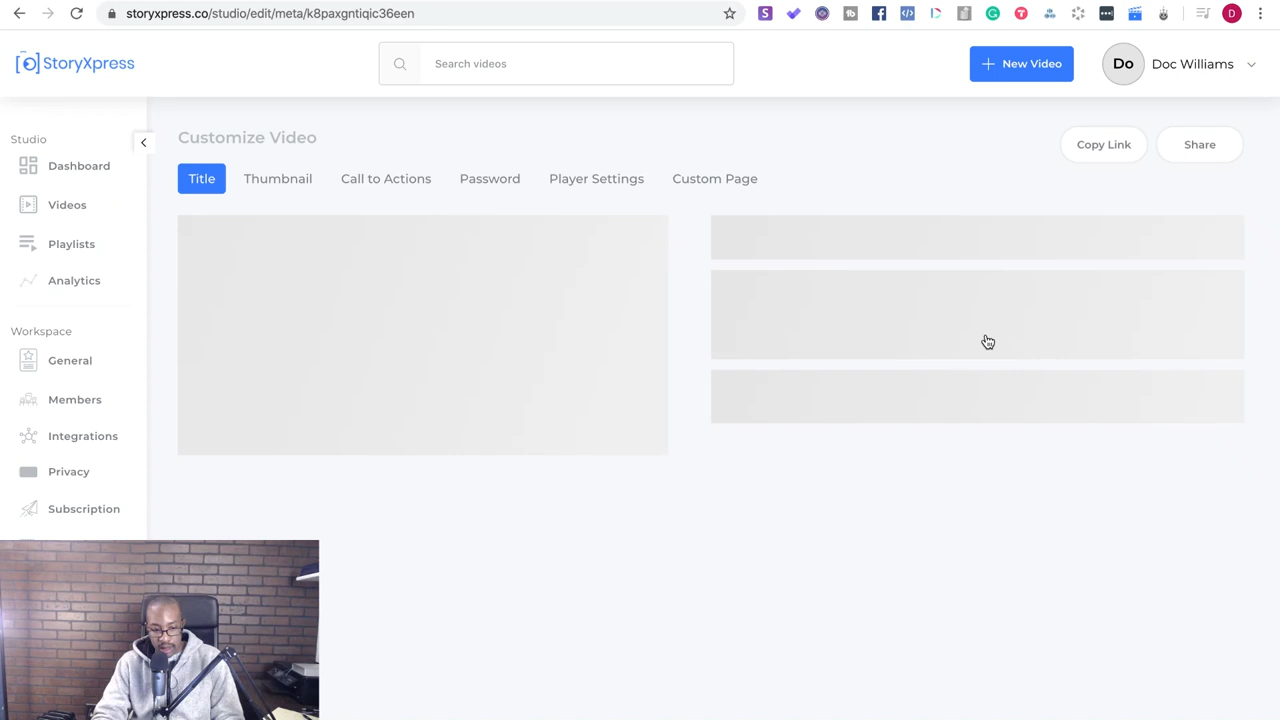 storyxpress.co/studio/edit/meta/k8paxgntiqic36een
StoryXpress
Search videos
New Video
Do
Doc Williams
Studio
Dashboard
Videos
Playlists
Analytics
Workspace
General
Members
Integrations
Privacy
Subscription
Customize Video
Copy Link
Share
Title
Thumbnail
Call to Actions
Password
Player Settings
Custom Page